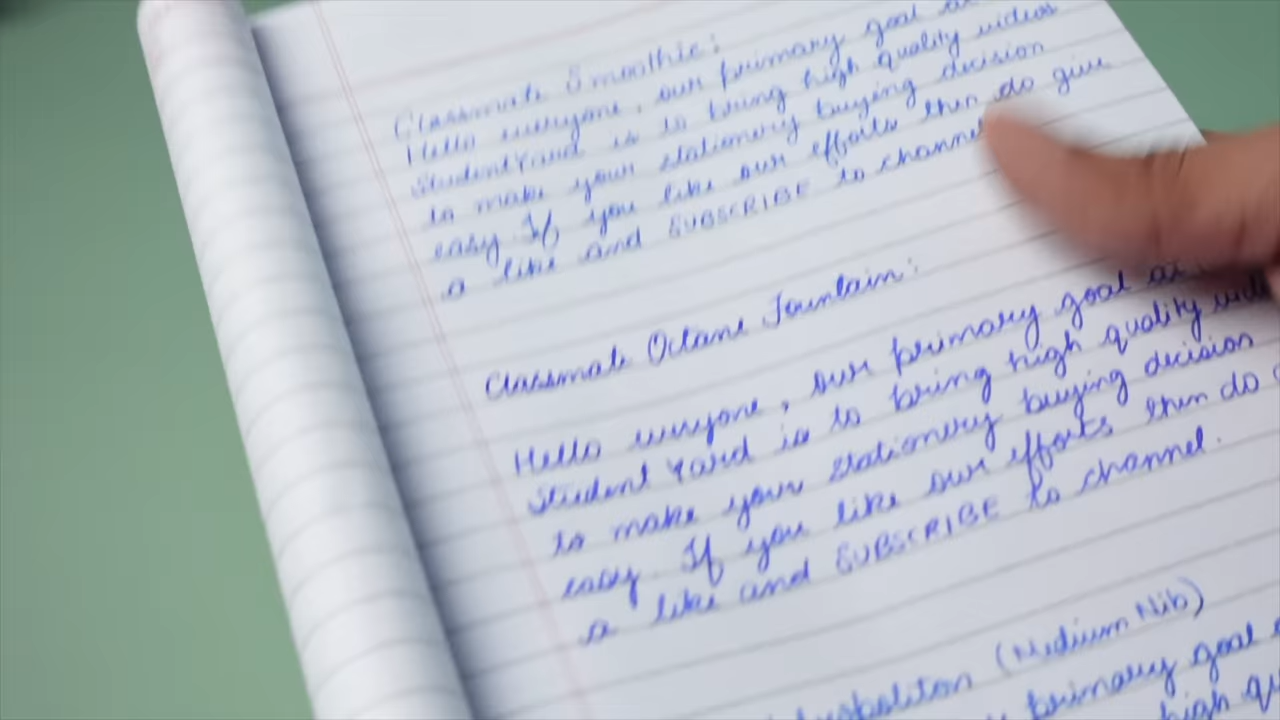 Classmate Smoothie:
Hello everyone, our primary goal at
StudentYard is to bring high quality videos
to make your stationery buying decision
easy. If you like our efforts then do give
a like and SUBSCRIBE to channel
Classmate Octane Fountain:
Hello everyone, our primary goal at
Student Yard is to bring high quality
to make your stationery buying decision
easy. If you like our efforts then do
a like and SUBSCRIBE to channel.
(Medium Nib)
primary goal
high